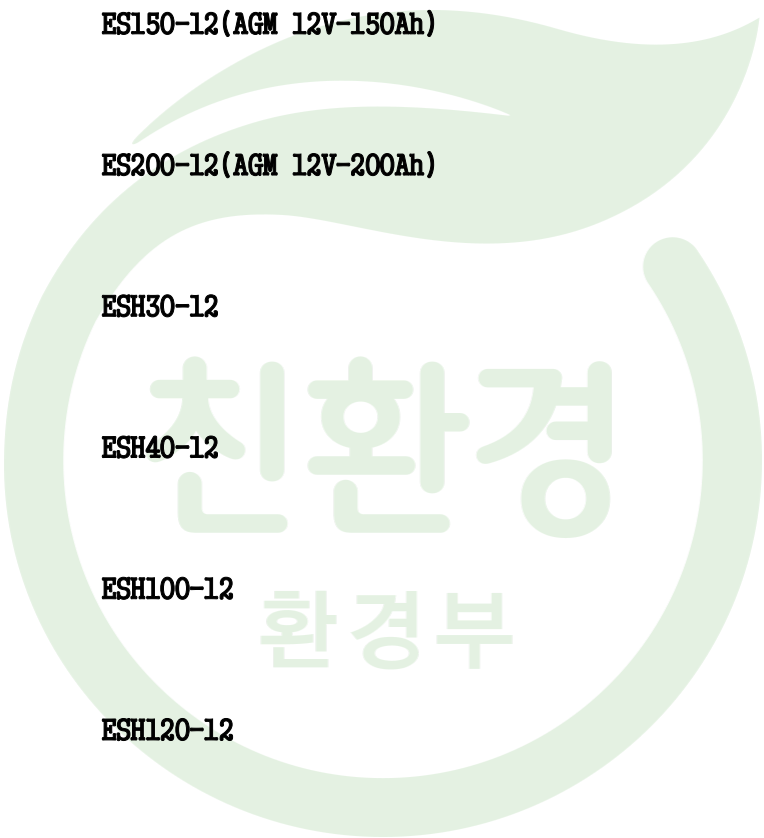 ES150-12(AGM 12V-150Ah)
ES200-12(AGM 12V-200Ah)
ESH30-12
친환경
ESH40-12
ESH100-12
환경부
ESH120-12